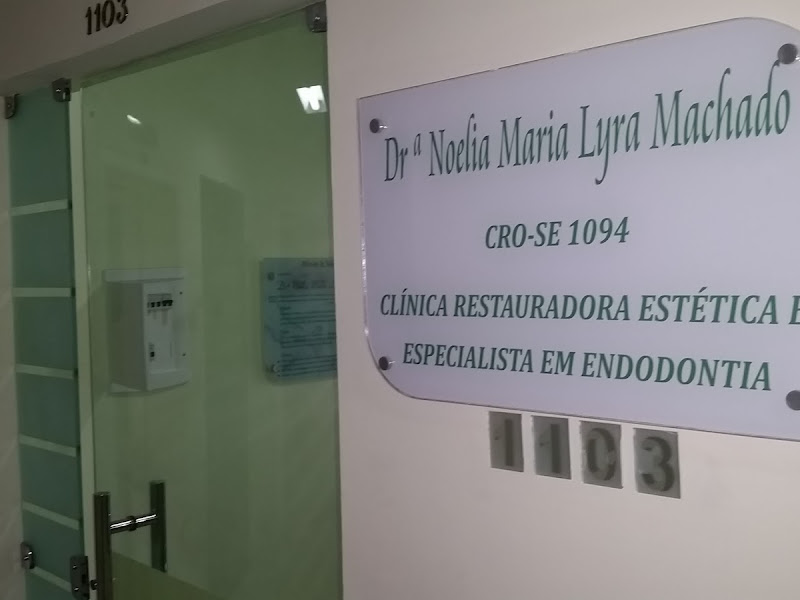 1103
Drª Noelia Maria Lyra Machado
CRO-SE 1094
CLÍNICA RESTAURADORA ESTÉTICA E
ESPECIALISTA EM ENDODONTIA
1103